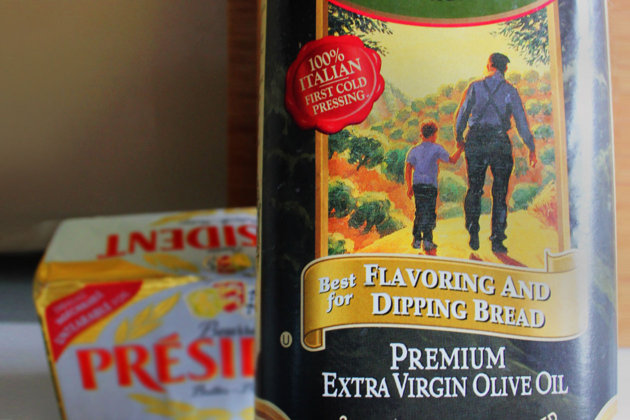 100%
ITALIAN
FIRST COLD
PRESSING
Best for
FLAVORING AND
DIPPING BREAD
PREMIUM
EXTRA VIRGIN OLIVE OIL
U
SIDENT
PRÉSI